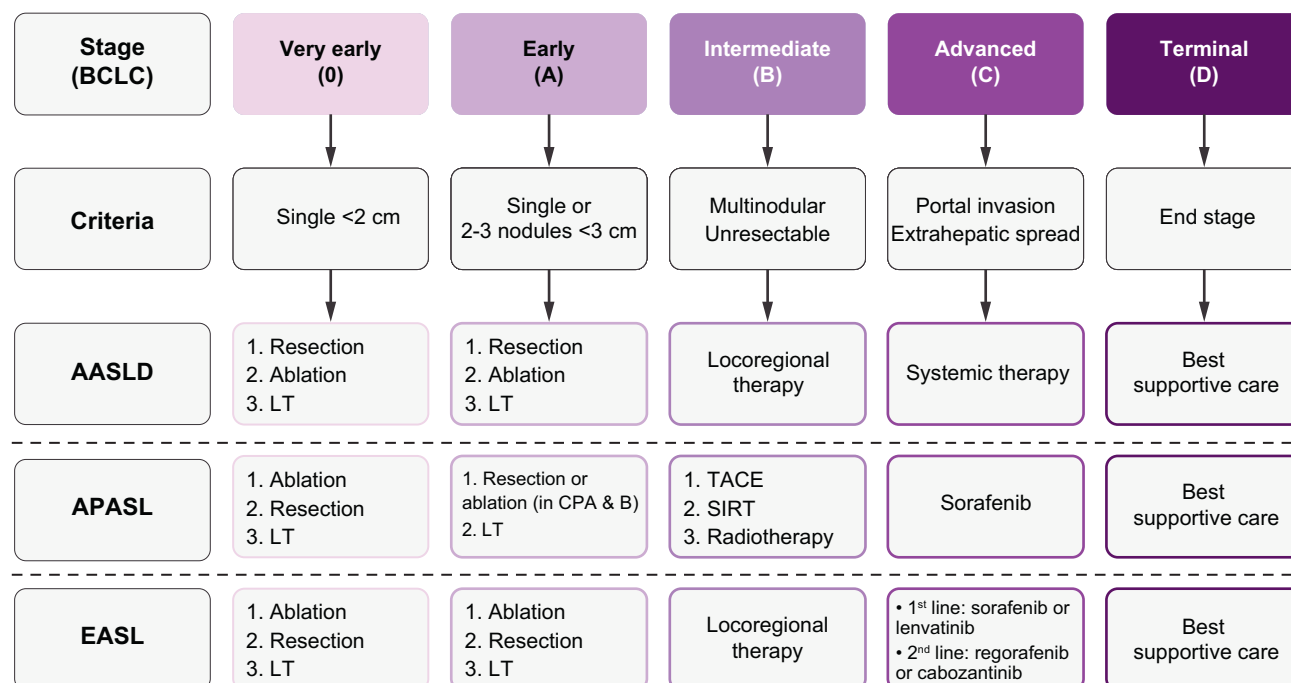 Stage
(BCLC)
Very early
(0)
Early
(A)
Intermediate
(B)
Advanced
(C)
Terminal
(D)
Criteria
Single <2 cm
Single or
2-3 nodules <3 cm
Multinodular
Unresectable
Portal invasion
Extrahepatic spread
End stage
AASLD
1. Resection
2. Ablation
3. LT
1. Resection
2. Ablation
3. LT
Locoregional
therapy
Systemic therapy
Best
supportive care
APASL
1. Ablation
2. Resection
3. LT
1. Resection or
ablation (in CPA & B)
2. LT
1. TACE
2. SIRT
3. Radiotherapy
Sorafenib
Best
supportive care
EASL
1. Ablation
2. Resection
3. LT
1. Ablation
2. Resection
3. LT
Locoregional
therapy
• 1st line: sorafenib or
lenvatinib
• 2nd line: regorafenib
or cabozantinib
Best
supportive care